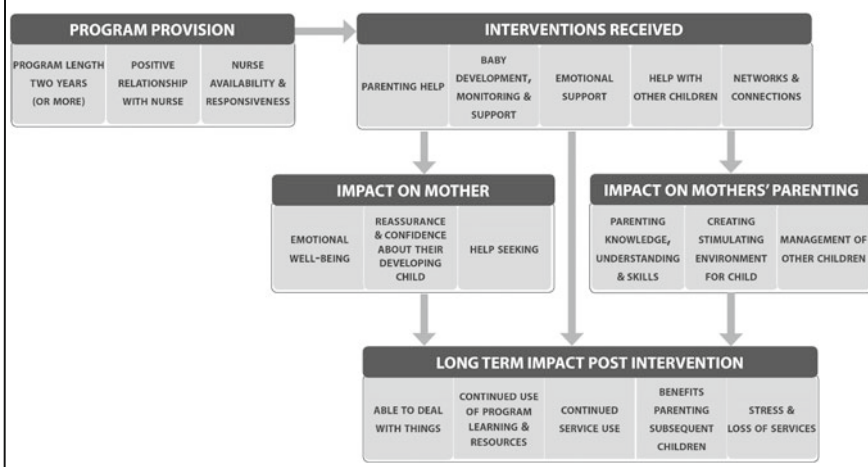 PROGRAM PROVISION
PROGRAM LENGTH
TWO YEARS
(OR MORE)
POSITIVE
RELATIONSHIP
WITH NURSE
NURSE
AVAILABILITY &
RESPONSIVENESS
INTERVENTIONS RECEIVED
PARENTING HELP
BABY
DEVELOPMENT,
MONITORING &
SUPPORT
EMOTIONAL
SUPPORT
HELP WITH
OTHER CHILDREN
NETWORKS &
CONNECTIONS
IMPACT ON MOTHER
EMOTIONAL
WELL-BEING
REASSURANCE
& CONFIDENCE
ABOUT THEIR
DEVELOPING
CHILD
HELP SEEKING
IMPACT ON MOTHERS' PARENTING
PARENTING
KNOWLEDGE,
UNDERSTANDING
& SKILLS
CREATING
STIMULATING
ENVIRONMENT
FOR CHILD
MANAGEMENT OF
OTHER CHILDREN
LONG TERM IMPACT POST INTERVENTION
ABLE TO DEAL
WITH THINGS
CONTINUED USE
OF PROGRAM
LEARNING &
RESOURCES
CONTINUED
SERVICE USE
BENEFITS
PARENTING
SUBSEQUENT
CHILDREN
STRESS &
LOSS OF SERVICES